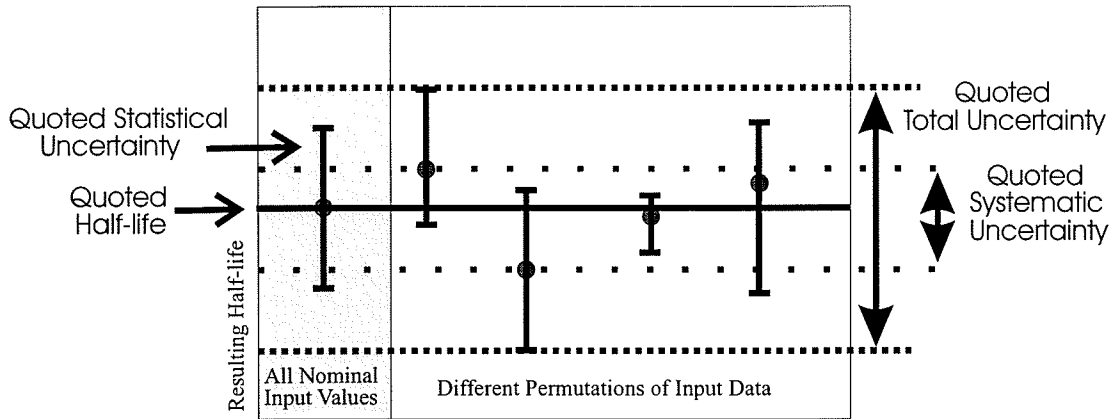 Quoted Statistical
Uncertainty
Quoted
Half-life
Resulting Half-life
All Nominal
Input Values
Different Permutations of Input Data
Quoted
Total Uncertainty
Quoted
Systematic
Uncertainty